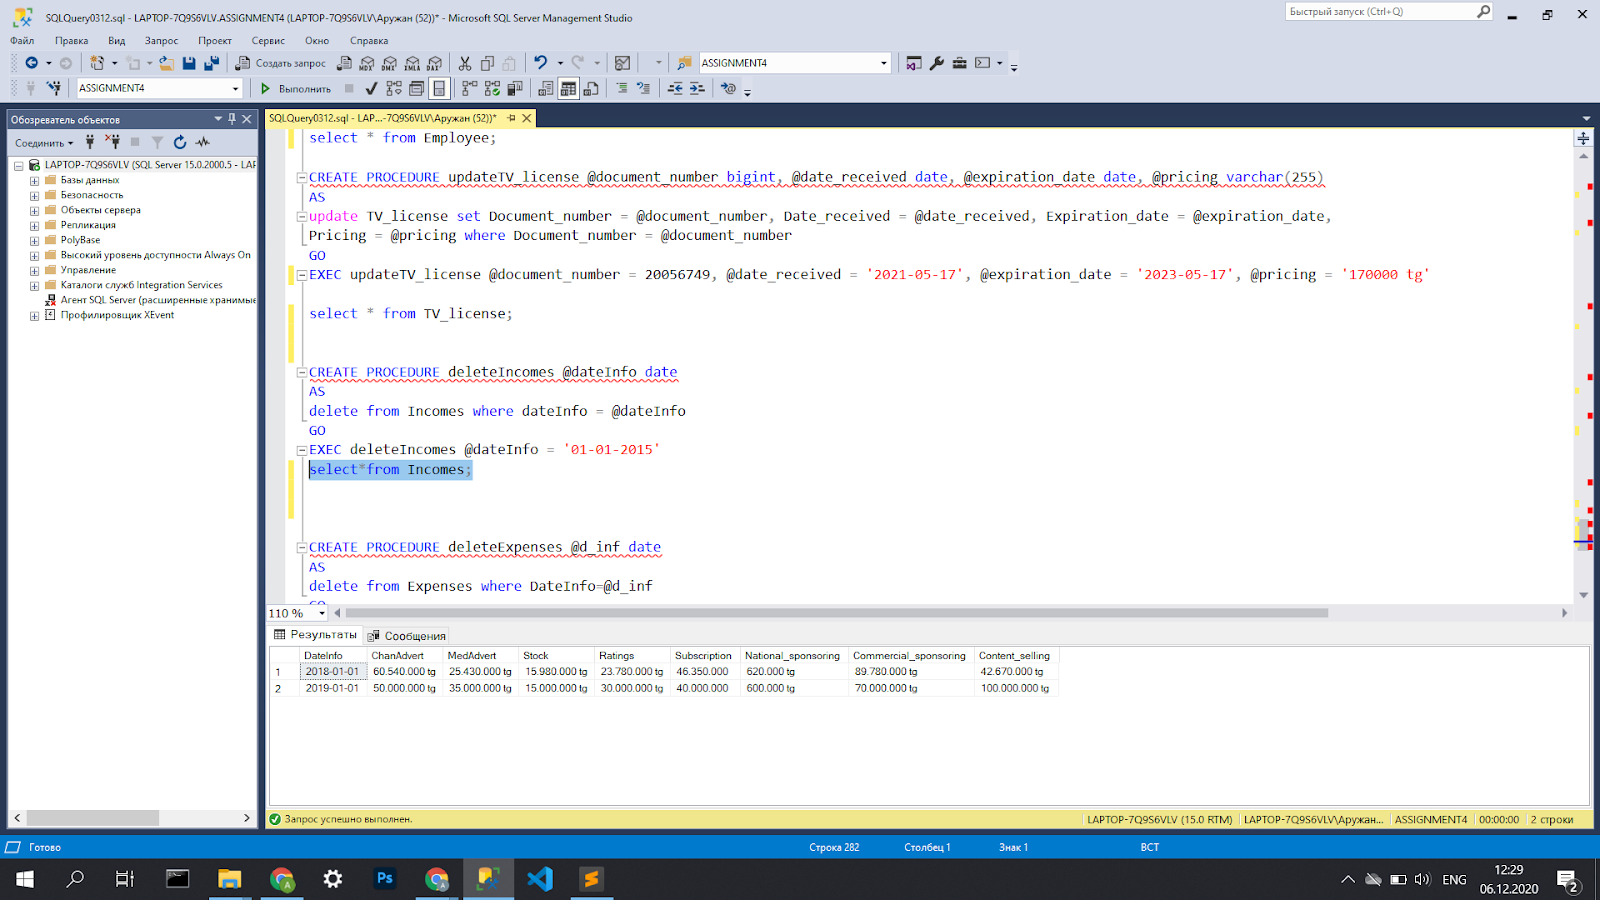 SQLQuery0312.sql - LAPTOP-7Q9S6VLV.ASSIGNMENT4 (LAPTOP-7Q9S6VLV\Аружан (52))* - Microsoft SQL Server Management Studio
Быстрый запуск (Ctrl+Q)
Файл Правка Вид Запрос Проект Сервис Окно Справка
Создать запрос MDX DMX XMLA DAX ASSIGNMENT4
ASSIGNMENT4 Выполнить
Обозреватель объектов
SQLQuery0312.sql - LAP...-7Q9S6VLV\Аружан (52))*
Соединить
LAPTOP-7Q9S6VLV (SQL Server 15.0.2000.5 - LAP
Базы данных
Безопасность
Объекты сервера
Репликация
PolyBase
Высокий уровень доступности Always On
Управление
Каталоги служб Integration Services
Агент SQL Server (расширенные хранимые
Профилировщик XEvent
select * from Employee;
CREATE PROCEDURE updateTV_license @document_number bigint, @date_received date, @expiration_date date, @pricing varchar(255)
AS
update TV_license set Document_number = @document_number, Date_received = @date_received, Expiration_date = @expiration_date,
Pricing = @pricing where Document_number = @document_number
GO
EXEC updateTV_license @document_number = 20056749, @date_received = '2021-05-17', @expiration_date = '2023-05-17', @pricing = '170000 tg'
select * from TV_license;
CREATE PROCEDURE deleteIncomes @dateInfo date
AS
delete from Incomes where dateInfo = @dateInfo
GO
EXEC deleteIncomes @dateInfo = '01-01-2015'
select*from Incomes;
CREATE PROCEDURE deleteExpenses @d_inf date
AS
delete from Expenses where DateInfo=@d_inf
GO
110 %
Результаты Сообщения
DateInfo ChanAdvert MedAdvert Stock Ratings Subscription National_sponsoring Commercial_sponsoring Content_selling
1 2018-01-01 60.540.000 tg 25.430.000 tg 15.980.000 tg 23.780.000 tg 46.350.000 620.000 tg 89.780.000 tg 42.670.000 tg
2 2019-01-01 50.000.000 tg 35.000.000 tg 15.000.000 tg 30.000.000 tg 40.000.000 600.000 tg 70.000.000 tg 100.000.000 tg
Запрос успешно выполнен. LAPTOP-7Q9S6VLV (15.0 RTM) LAPTOP-7Q9S6VLV\Аружан... ASSIGNMENT4 00:00:00 2 строки
Готово Строка 282 Столбец 1 Знак 1 ВСТ
Ps ENG 12:29
06.12.2020 2